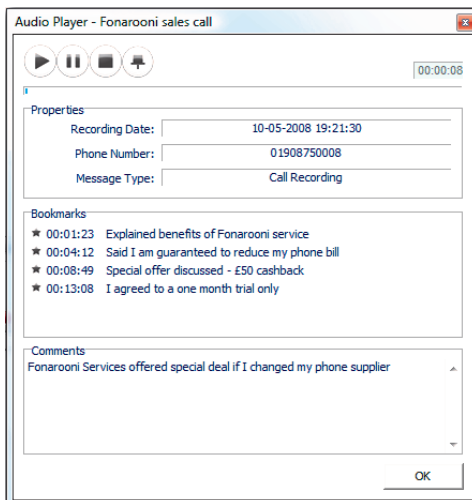 Audio Player - Fonarooni sales call
00:00:08
Properties
Recording Date: 10-05-2008 19:21:30
Phone Number: 01908750008
Message Type: Call Recording
Bookmarks
00:01:23 Explained benefits of Fonarooni service
00:04:12 Said I am guaranteed to reduce my phone bill
00:08:49 Special offer discussed - £50 cashback
00:13:08 I agreed to a one month trial only
Comments
Fonarooni Services offered special deal if I changed my phone supplier
OK